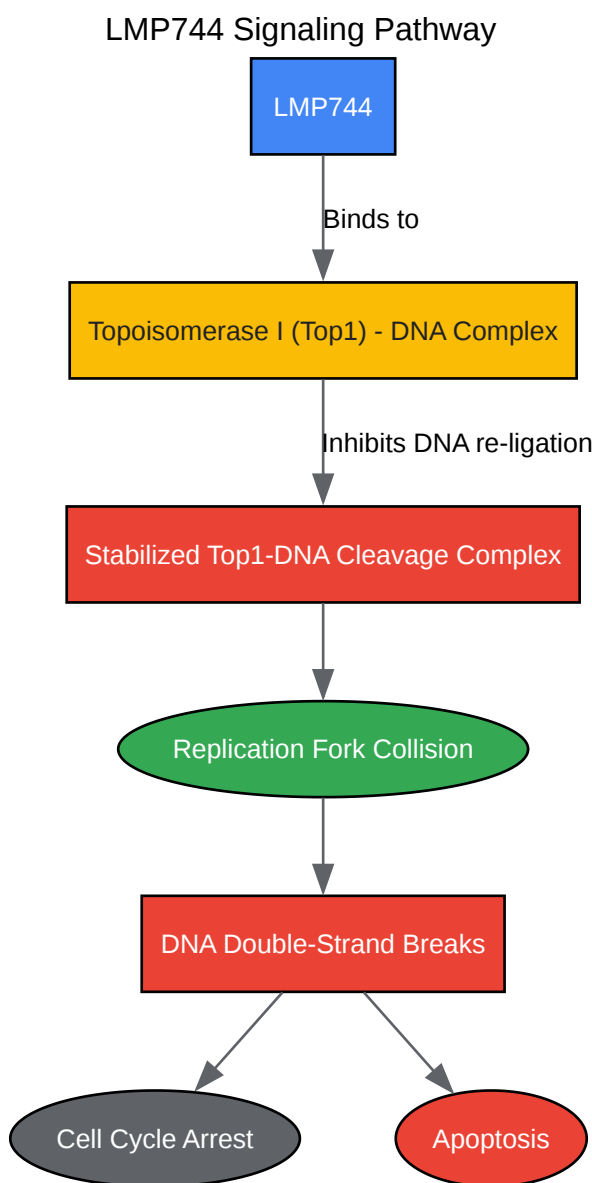 LMP744 Signaling Pathway
LMP744
Binds to
Topoisomerase I (Top1) - DNA Complex
Inhibits DNA re-ligation
Stabilized Top1-DNA Cleavage Complex
Replication Fork Collision
DNA Double-Strand Breaks
Cell Cycle Arrest
Apoptosis